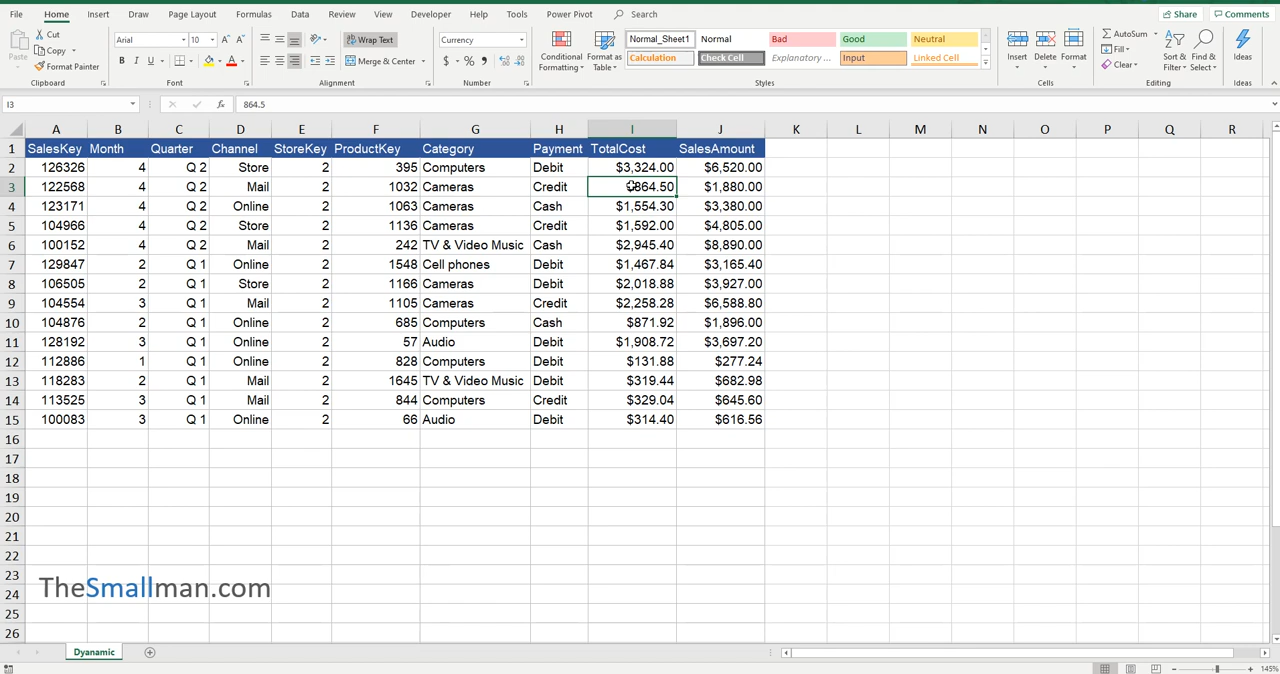 File Home Insert Draw Page Layout Formulas Data Review View Developer Help Tools Power Pivot Search Share Comments
Paste Cut Copy Format Painter Clipboard
Arial 10 A A B I U A Font
Wrap Text Merge & Center Alignment
Currency $ % Number
Conditional Formatting Format as Table
Normal_Sheet1 Normal Bad Good Neutral
Calculation Check Cell Explanatory ... Input Linked Cell
Styles
Insert Delete Format Cells
AutoSum Fill Clear Sort & Filter Find & Select Editing
Ideas Ideas
I3 fx 864.5
A B C D E F G H I J K L M N O P Q R
1 SalesKey Month Quarter Channel StoreKey ProductKey Category Payment TotalCost SalesAmount
2 126326 4 Q 2 Store 2 395 Computers Debit $3,324.00 $6,520.00
3 122568 4 Q 2 Mail 2 1032 Cameras Credit $864.50 $1,880.00
4 123171 4 Q 2 Online 2 1063 Cameras Cash $1,554.30 $3,380.00
5 104966 4 Q 2 Store 2 1136 Cameras Credit $1,592.00 $4,805.00
6 100152 4 Q 2 Mail 2 242 TV & Video Music Cash $2,945.40 $8,890.00
7 129847 2 Q 1 Online 2 1548 Cell phones Debit $1,467.84 $3,165.40
8 106505 2 Q 1 Store 2 1166 Cameras Debit $2,018.88 $3,927.00
9 104554 3 Q 1 Mail 2 1105 Cameras Credit $2,258.28 $6,588.80
10 104876 2 Q 1 Online 2 685 Computers Cash $871.92 $1,896.00
11 128192 3 Q 1 Online 2 57 Audio Debit $1,908.72 $3,697.20
12 112886 1 Q 1 Online 2 828 Computers Debit $131.88 $277.24
13 118283 2 Q 1 Mail 2 1645 TV & Video Music Debit $319.44 $682.98
14 113525 3 Q 1 Mail 2 844 Computers Credit $329.04 $645.60
15 100083 3 Q 1 Online 2 66 Audio Debit $314.40 $616.56
16
17
18
19
20
21
22
23
TheSmallman.com
24
25
26
Dyanamic
145%